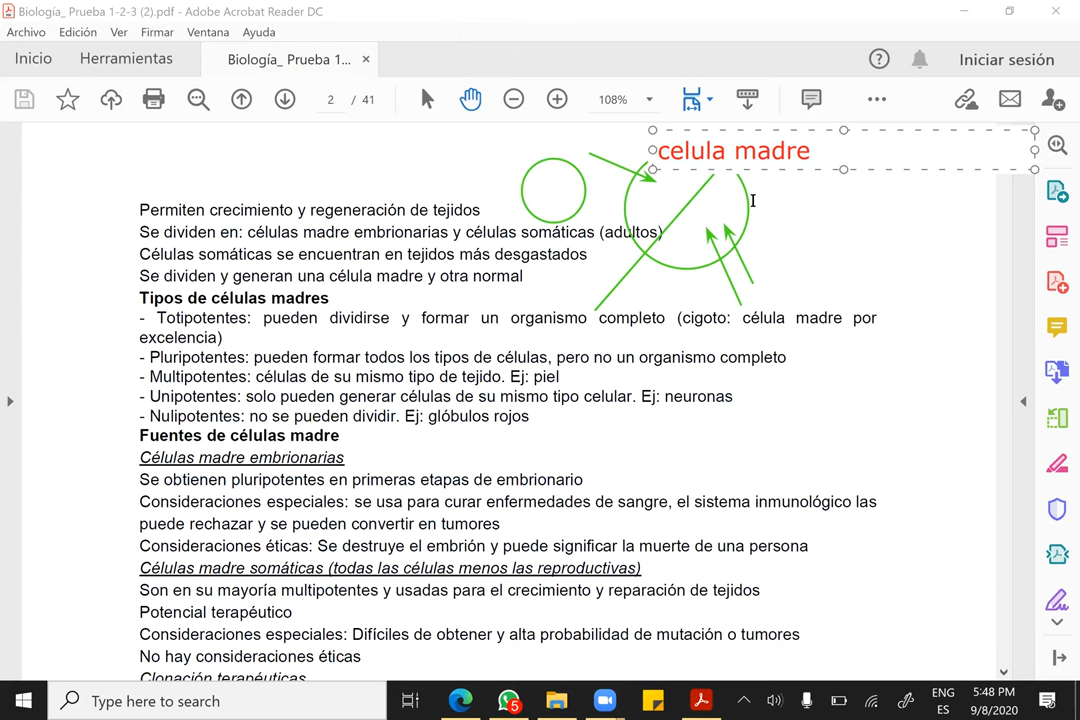 Biología_ Prueba 1-2-3 (2).pdf - Adobe Acrobat Reader DC
Archivo Edición Ver Firmar Ventana Ayuda
Inicio Herramientas Biología_ Prueba 1... × Iniciar sesión
2 / 41 108%
celula madre
Permiten crecimiento y regeneración de tejidos
Se dividen en: células madre embrionarias y células somáticas (adultos)
Células somáticas se encuentran en tejidos más desgastados
Se dividen y generan una célula madre y otra normal
Tipos de células madres
- Totipotentes: pueden dividirse y formar un organismo completo (cigoto: célula madre por
excelencia)
- Pluripotentes: pueden formar todos los tipos de células, pero no un organismo completo
- Multipotentes: células de su mismo tipo de tejido. Ej: piel
- Unipotentes: solo pueden generar células de su mismo tipo celular. Ej: neuronas
- Nulipotentes: no se pueden dividir. Ej: glóbulos rojos
Fuentes de células madre
Células madre embrionarias
Se obtienen pluripotentes en primeras etapas de embrionario
Consideraciones especiales: se usa para curar enfermedades de sangre, el sistema inmunológico las
puede rechazar y se pueden convertir en tumores
Consideraciones éticas: Se destruye el embrión y puede significar la muerte de una persona
Células madre somáticas (todas las células menos las reproductivas)
Son en su mayoría multipotentes y usadas para el crecimiento y reparación de tejidos
Potencial terapéutico
Consideraciones especiales: Difíciles de obtener y alta probabilidad de mutación o tumores
No hay consideraciones éticas
Clonación terapéuticas
Type here to search
5
ENG
ES
5:48 PM
9/8/2020